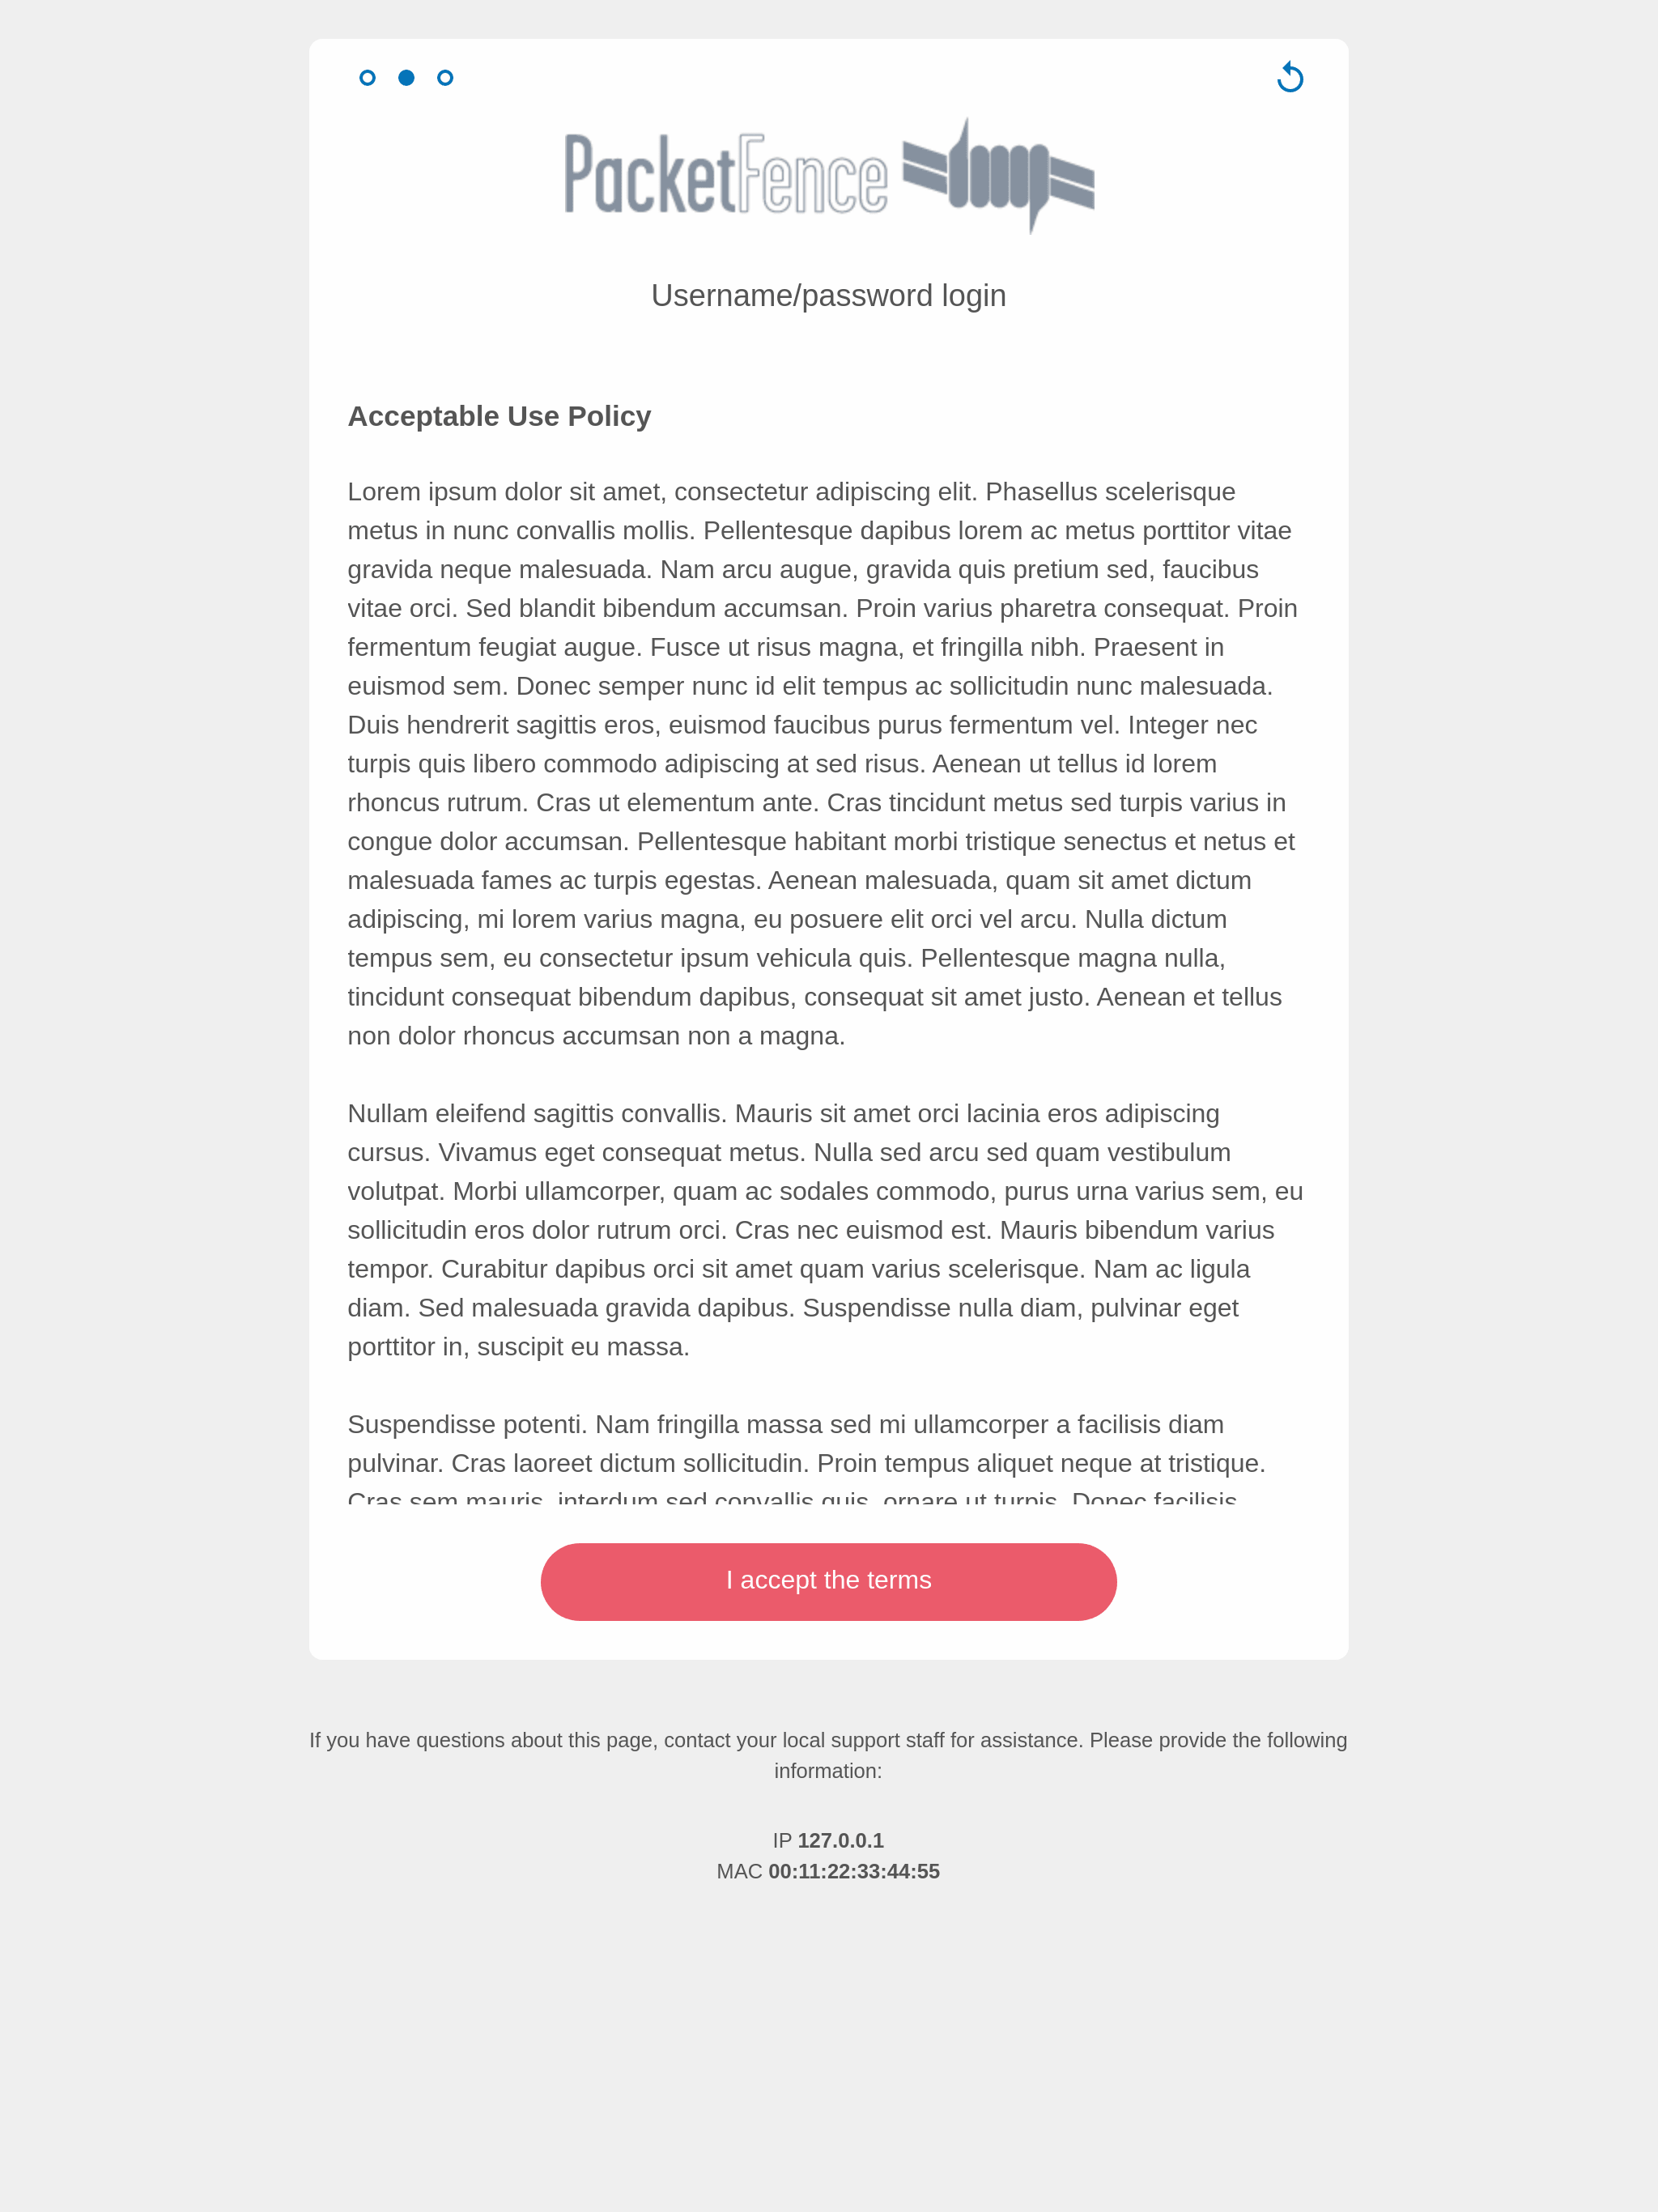 PacketFence
Username/password login
Acceptable Use Policy
Lorem ipsum dolor sit amet, consectetur adipiscing elit. Phasellus scelerisque
metus in nunc convallis mollis. Pellentesque dapibus lorem ac metus porttitor vitae
gravida neque malesuada. Nam arcu augue, gravida quis pretium sed, faucibus
vitae orci. Sed blandit bibendum accumsan. Proin varius pharetra consequat. Proin
fermentum feugiat augue. Fusce ut risus magna, et fringilla nibh. Praesent in
euismod sem. Donec semper nunc id elit tempus ac sollicitudin nunc malesuada.
Duis hendrerit sagittis eros, euismod faucibus purus fermentum vel. Integer nec
turpis quis libero commodo adipiscing at sed risus. Aenean ut tellus id lorem
rhoncus rutrum. Cras ut elementum ante. Cras tincidunt metus sed turpis varius in
congue dolor accumsan. Pellentesque habitant morbi tristique senectus et netus et
malesuada fames ac turpis egestas. Aenean malesuada, quam sit amet dictum
adipiscing, mi lorem varius magna, eu posuere elit orci vel arcu. Nulla dictum
tempus sem, eu consectetur ipsum vehicula quis. Pellentesque magna nulla,
tincidunt consequat bibendum dapibus, consequat sit amet justo. Aenean et tellus
non dolor rhoncus accumsan non a magna.
Nullam eleifend sagittis convallis. Mauris sit amet orci lacinia eros adipiscing
cursus. Vivamus eget consequat metus. Nulla sed arcu sed quam vestibulum
volutpat. Morbi ullamcorper, quam ac sodales commodo, purus urna varius sem, eu
sollicitudin eros dolor rutrum orci. Cras nec euismod est. Mauris bibendum varius
tempor. Curabitur dapibus orci sit amet quam varius scelerisque. Nam ac ligula
diam. Sed malesuada gravida dapibus. Suspendisse nulla diam, pulvinar eget
porttitor in, suscipit eu massa.
Suspendisse potenti. Nam fringilla massa sed mi ullamcorper a facilisis diam
pulvinar. Cras laoreet dictum sollicitudin. Proin tempus aliquet neque at tristique.
Cras sem mauris, interdum sed convallis quis, ornare ut turpis. Donec facilisis
I accept the terms
If you have questions about this page, contact your local support staff for assistance. Please provide the following
information:
IP 127.0.0.1
MAC 00:11:22:33:44:55